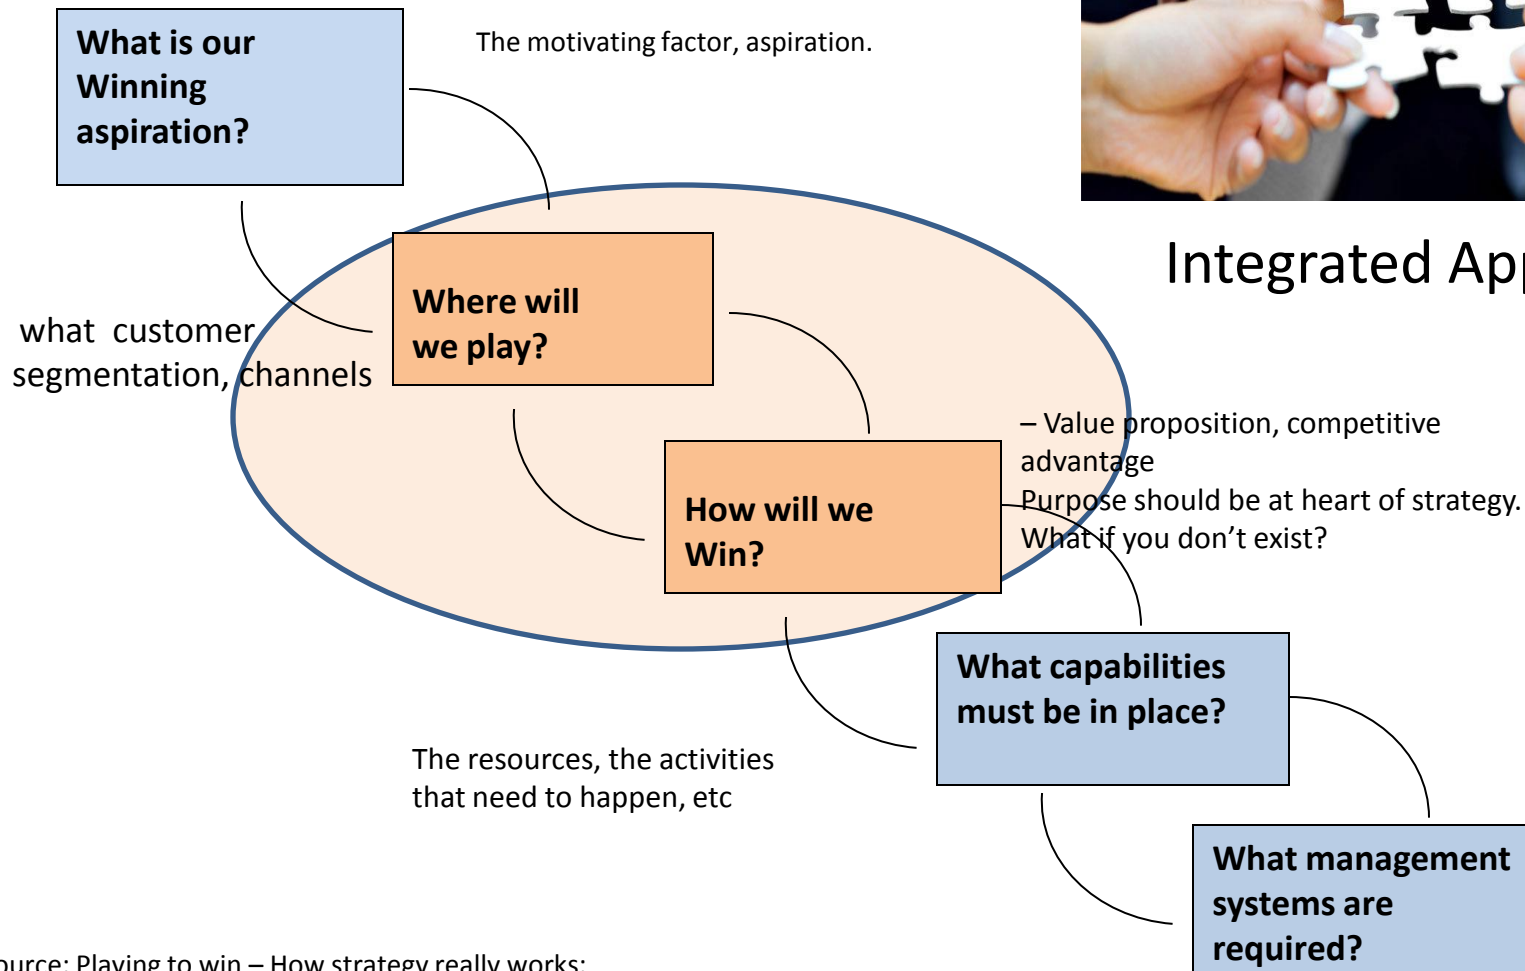 What is our
Winning
aspiration?
The motivating factor, aspiration.
Integrated
Where will
we play?
what customer
segmentation, channels
– Value proposition, competitive
advantage
Purpose should be at heart of strategy.
What if you don’t exist?
How will we
Win?
What capabilities
must be in place?
The resources, the activities
that need to happen, etc
What management
systems are
required?
Playing to win – How strategy really works: